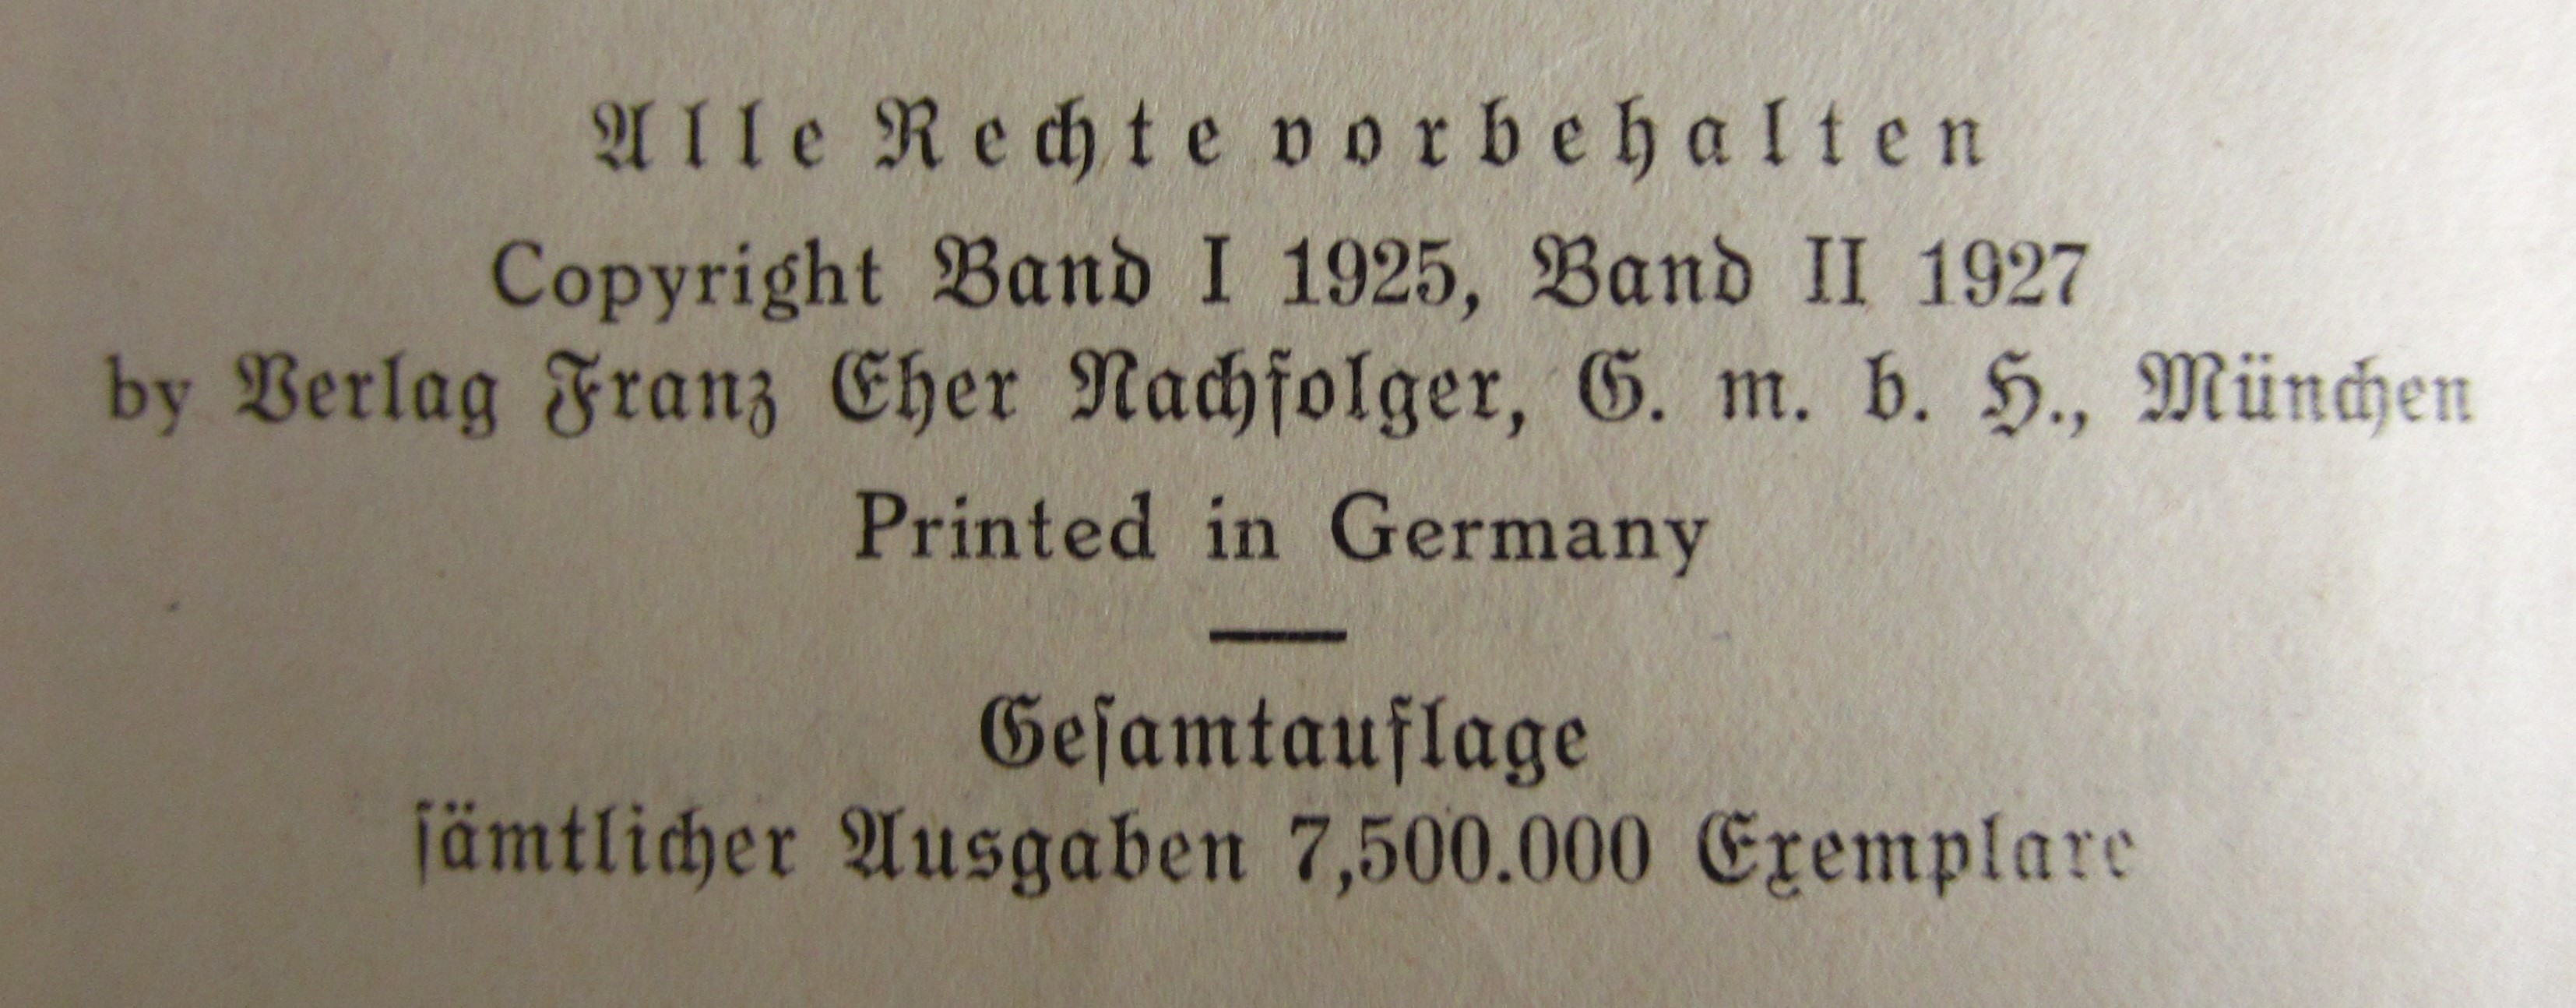 Alle Rechte vorbehalten
Copyright Band I 1925, Band II 1927
by Verlag Franz Eher Nachfolger, G. m. b. H., München
Printed in Germany
Geſamtauflage
ſämtlicher Ausgaben 7,500.000 Exemplare